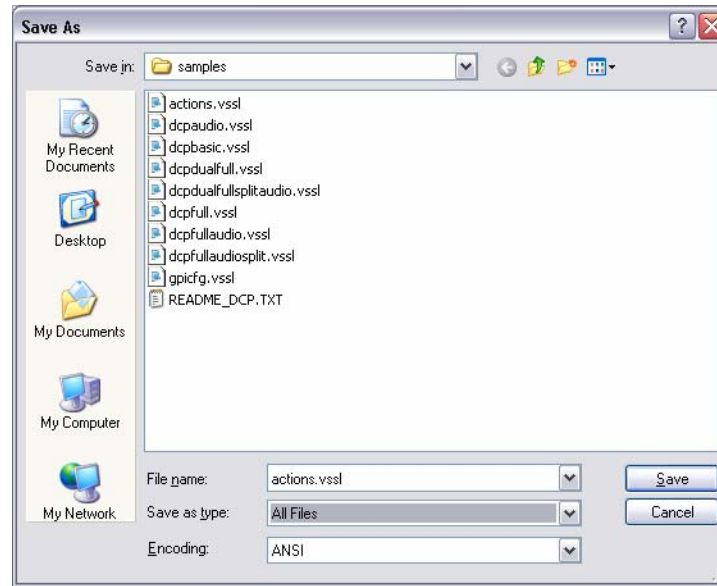 Save As
Save in:
samples
My Recent
Documents
Desktop
My Documents
My Computer
My Network
actions.vssl
dcpaudio.vssl
dcpbasic.vssl
dcpdualfull.vssl
dcpdualfullsplitaudio.vssl
dcpfull.vssl
dcpfullaudio.vssl
dcpfullaudiosplit.vssl
gpicfg.vssl
README_DCP.TXT
File name:
actions.vssl
Save
Save as type:
All Files
Cancel
Encoding:
ANSI